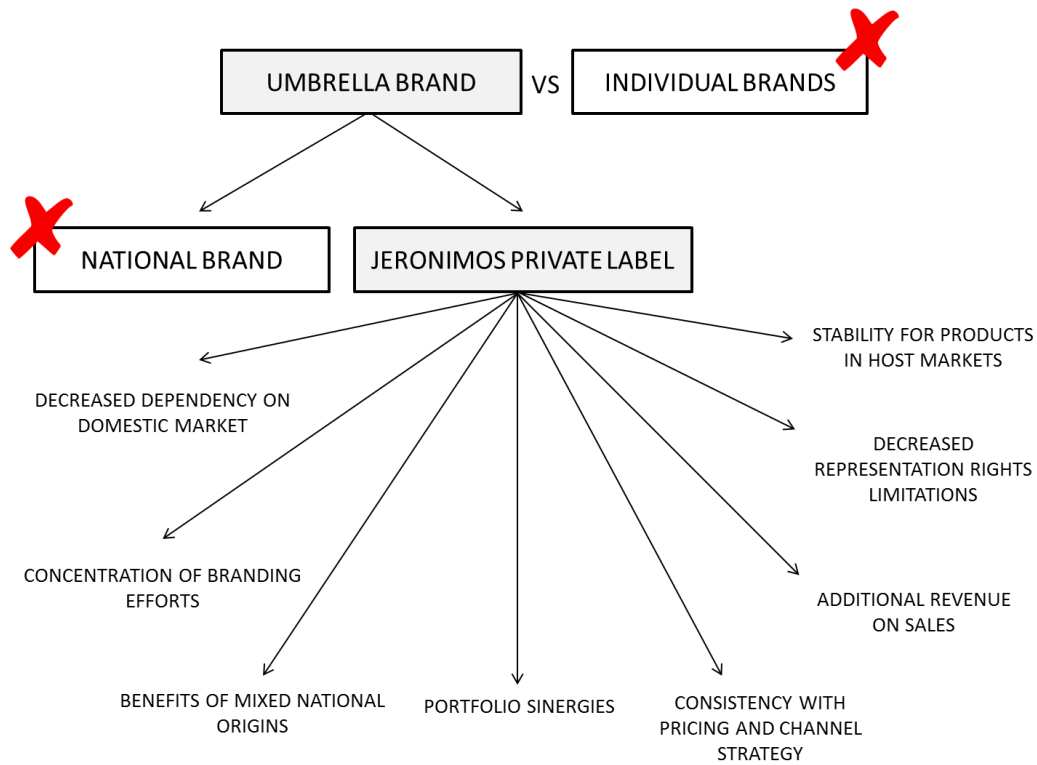 UMBRELLA BRAND
VS
INDIVIDUAL BRANDS
NATIONAL BRAND
JERONIMOS PRIVATE LABEL
STABILITY FOR PRODUCTS
IN HOST MARKETS
DECREASED DEPENDENCY ON
DOMESTIC MARKET
DECREASED
REPRESENTATION RIGHTS
LIMITATIONS
CONCENTRATION OF BRANDING
EFFORTS
ADDITIONAL REVENUE
ON SALES
BENEFITS OF MIXED NATIONAL
ORIGINS
PORTFOLIO SINERGIES
CONSISTENCY WITH
PRICING AND CHANNEL
STRATEGY